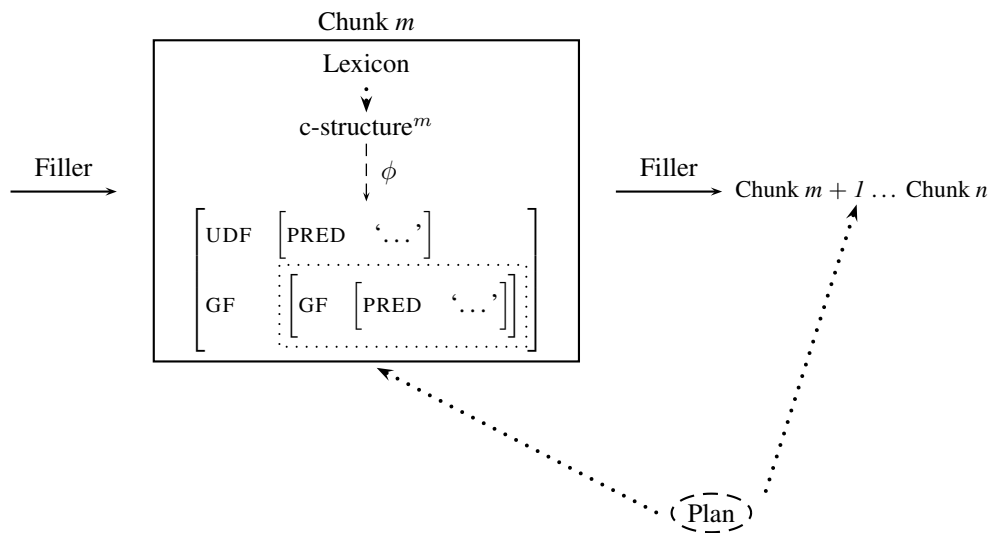 Chunk m
Lexicon
c-structure^m
Filler
ϕ
Filler
Chunk m + 1 … Chunk n
UDF [PRED ‘…’]
GF [GF [PRED ‘…’]]
Plan